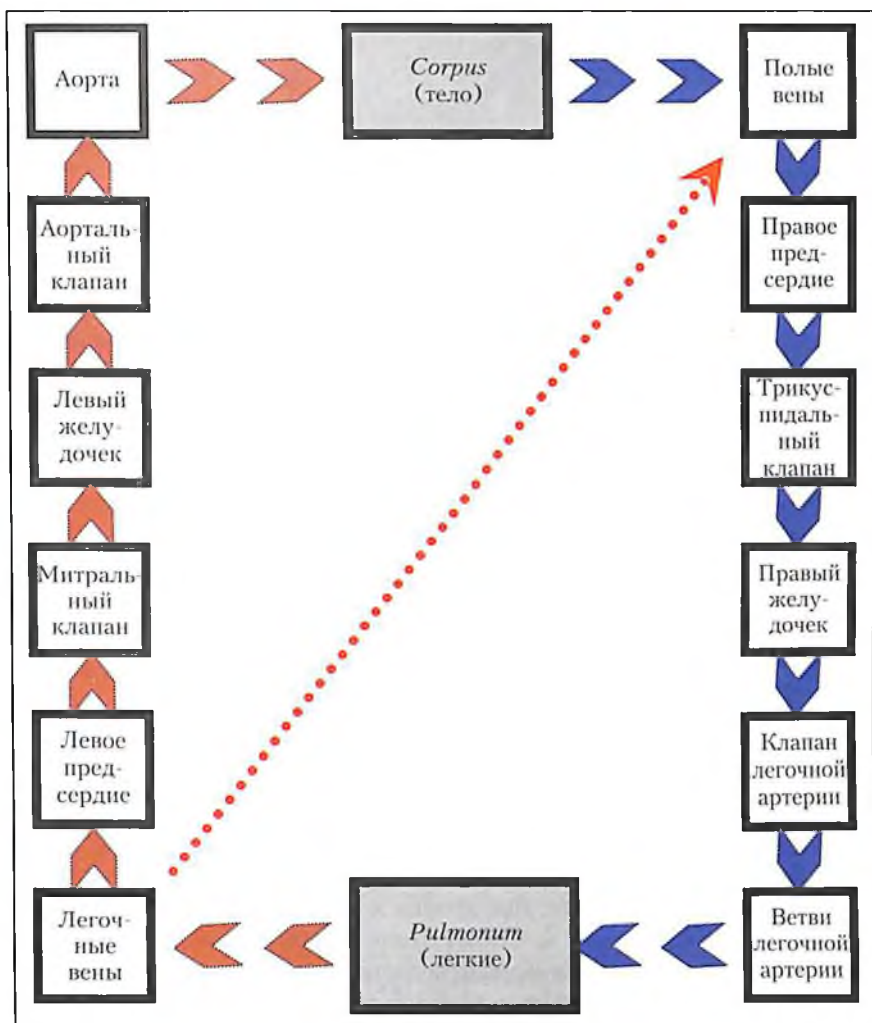 Аорта
Corpus
(тело)
Полые
вены
Аорталь-
ный
клапан
Правое
пред-
сердие
Левый
желу-
дочек
Трикус-
пидаль-
ный
клапан
Митраль-
ный
клапан
Правый
желу-
дочек
Левое
пред-
сердие
Клапан
легочной
артерии
Легоч-
ные
вены
Pulmonum
(легкие)
Ветви
легочной
артерии